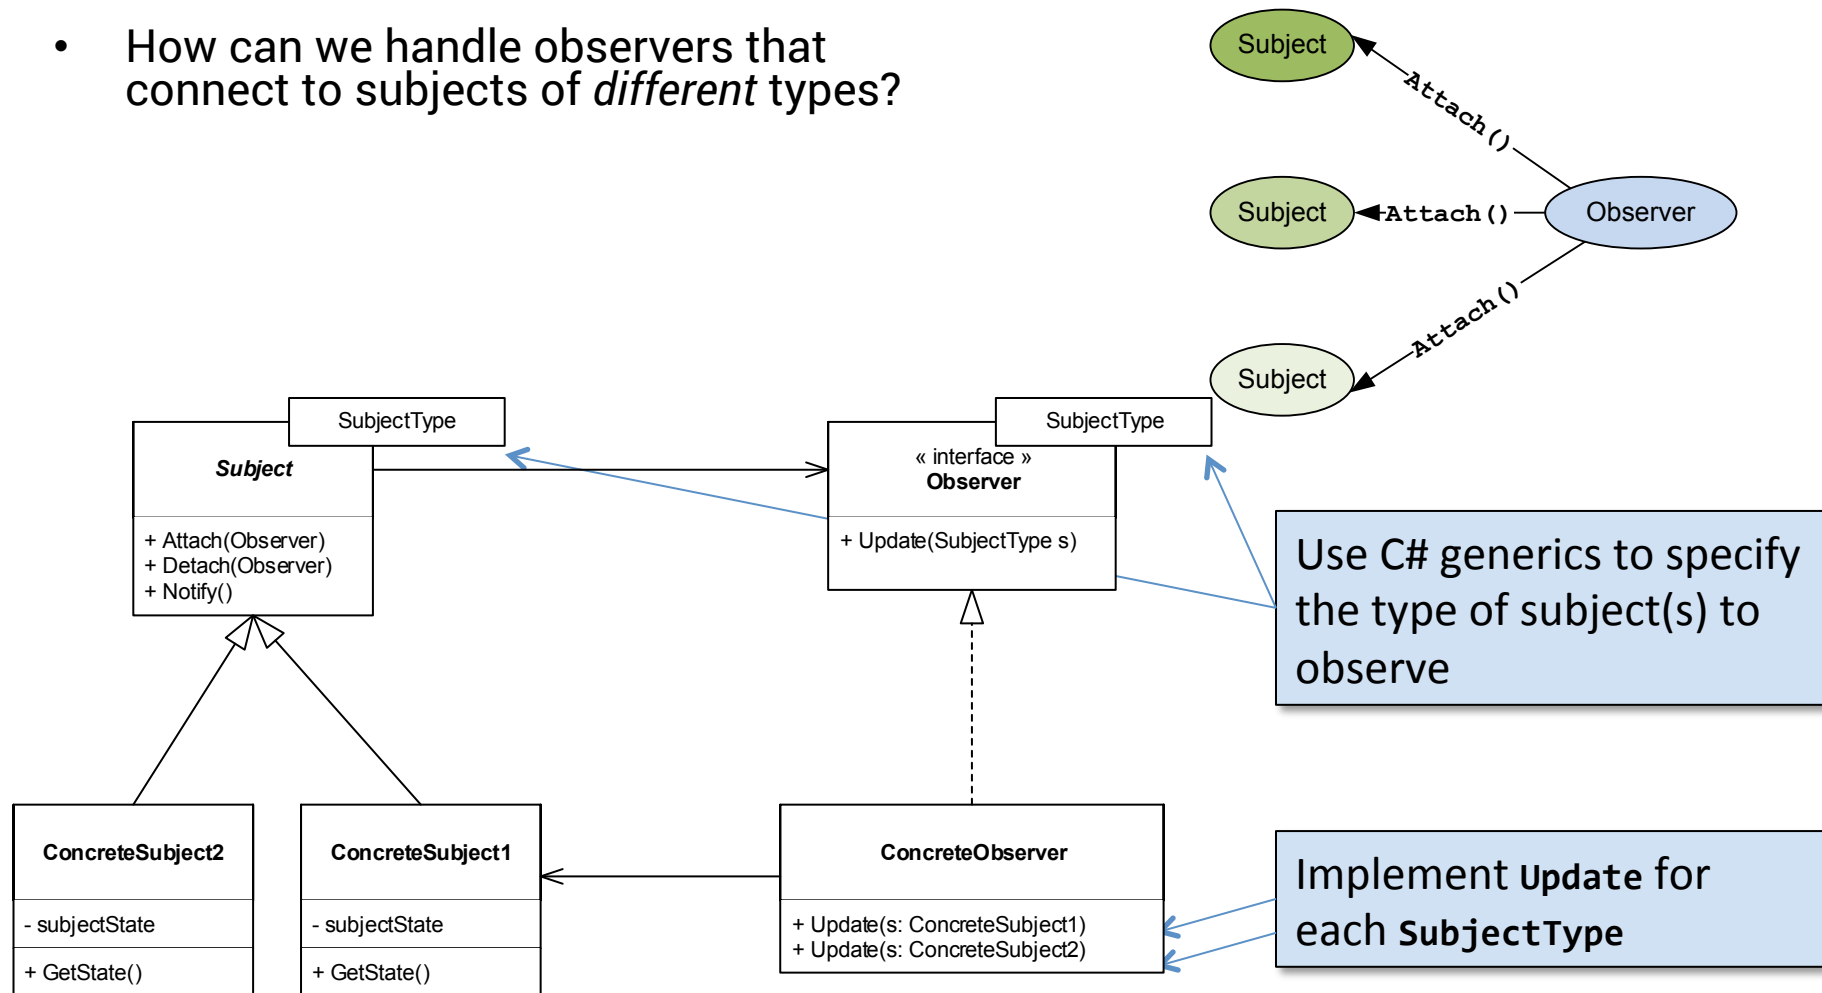 • How can we handle observers that
connect to subjects of different types?
Subject
Attach()
Subject
Attach()
Observer
Attach()
Subject
SubjectType
Subject
+ Attach(Observer)
+ Detach(Observer)
+ Notify()
SubjectType
« interface »
Observer
+ Update(SubjectType s)
Use C# generics to specify
the type of subject(s) to
observe
ConcreteSubject2
- subjectState
+ GetState()
ConcreteSubject1
- subjectState
+ GetState()
ConcreteObserver
+ Update(s: ConcreteSubject1)
+ Update(s: ConcreteSubject2)
Implement Update for
each SubjectType